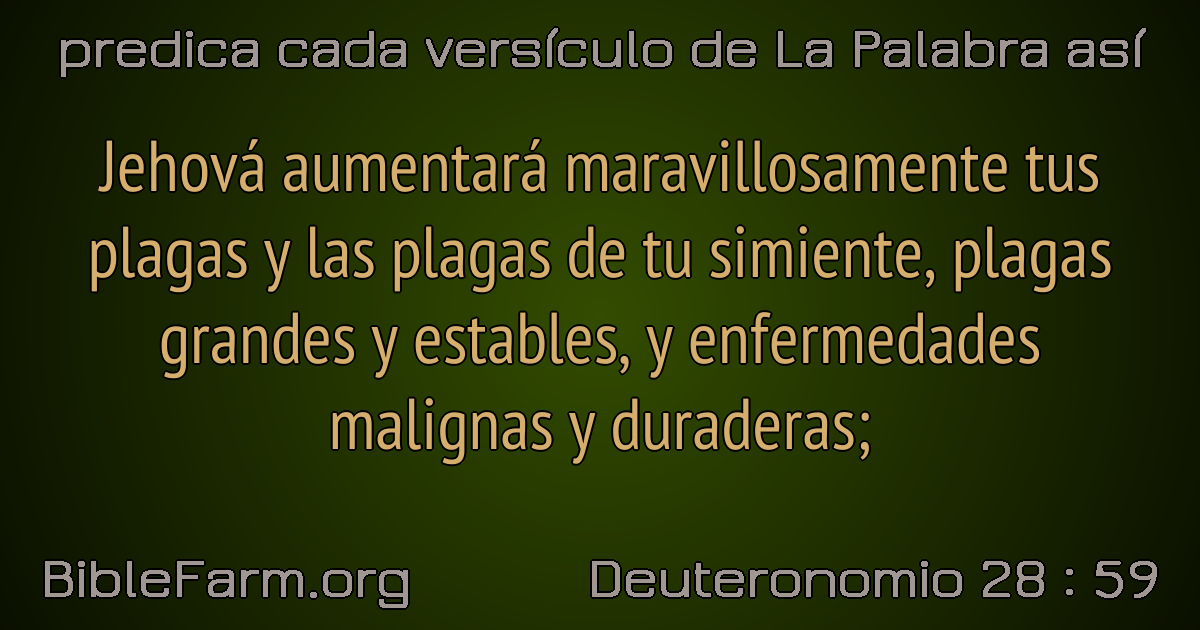 predica cada versículo de La Palabra así
Jehová aumentará maravillosamente tus
plagas y las plagas de tu simiente, plagas
grandes y estables, y enfermedades
malignas y duraderas;
BibleFarm.org
Deuteronomio 28 : 59